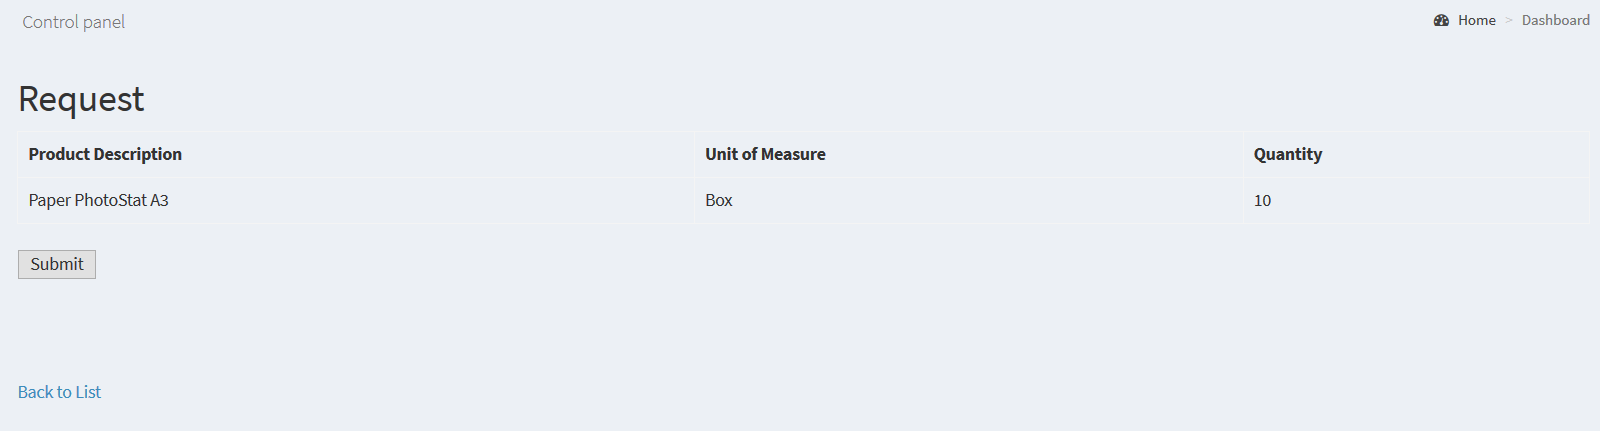 Control panel
Home > Dashboard
Request
Product Description Unit of Measure Quantity
Paper PhotoStat A3 Box 10
Submit
Back to List